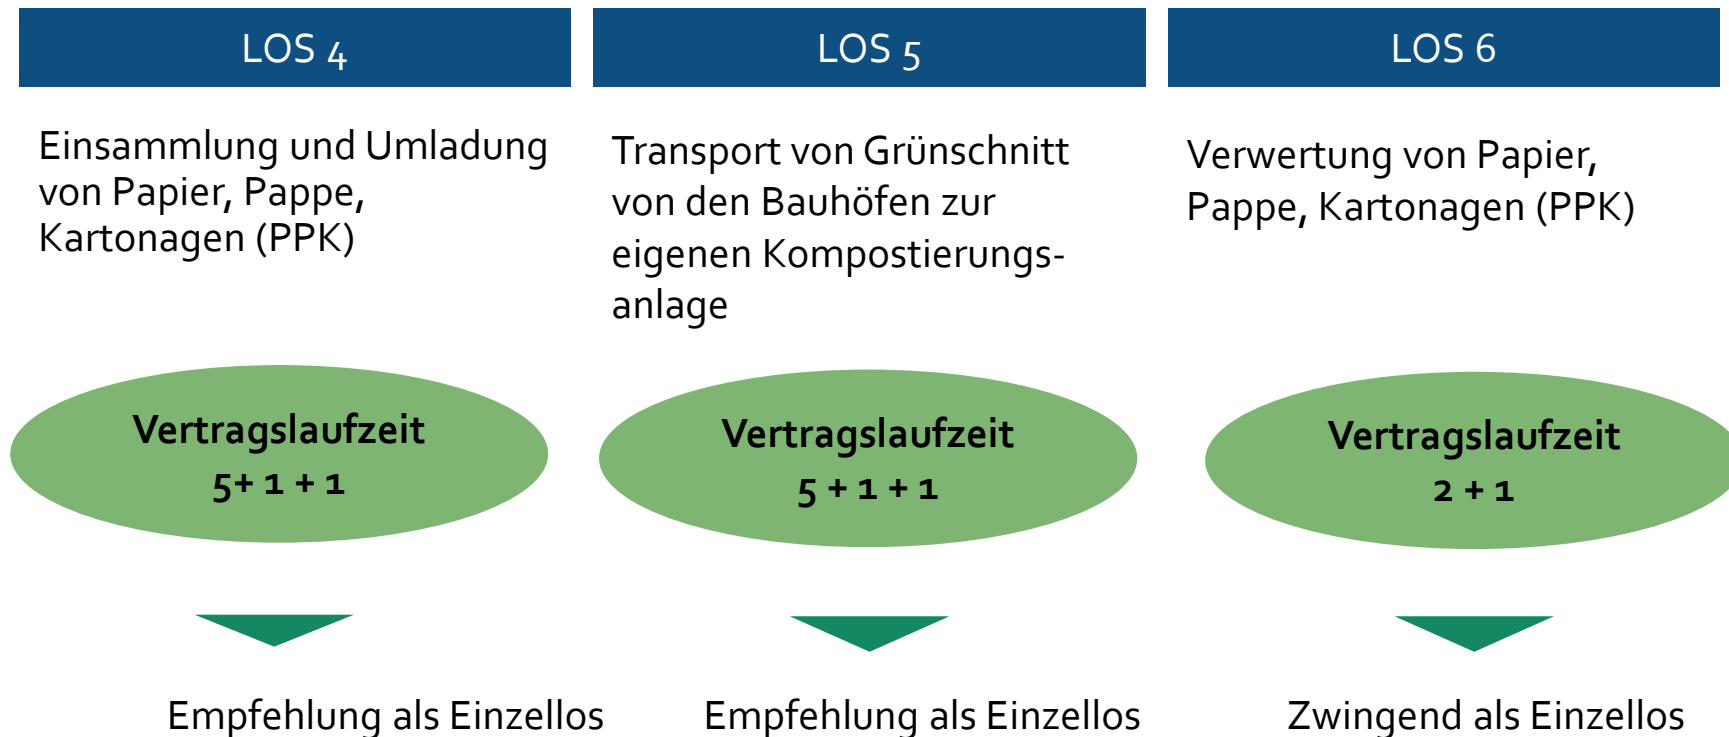 LOS 4
Einsammlung und Umladung
von Papier, Pappe,
Kartonagen (PPK)
Vertragslaufzeit
5+ 1 + 1
Empfehlung als Einzellos
LOS 5
Transport von Grünschnitt
von den Bauhöfen zur
eigenen Kompostierungs-
anlage
Vertragslaufzeit
5 + 1 + 1
Empfehlung als Einzellos
LOS 6
Verwertung von Papier,
Pappe, Kartonagen (PPK)
Vertragslaufzeit
2 + 1
Zwingend als Einzellos